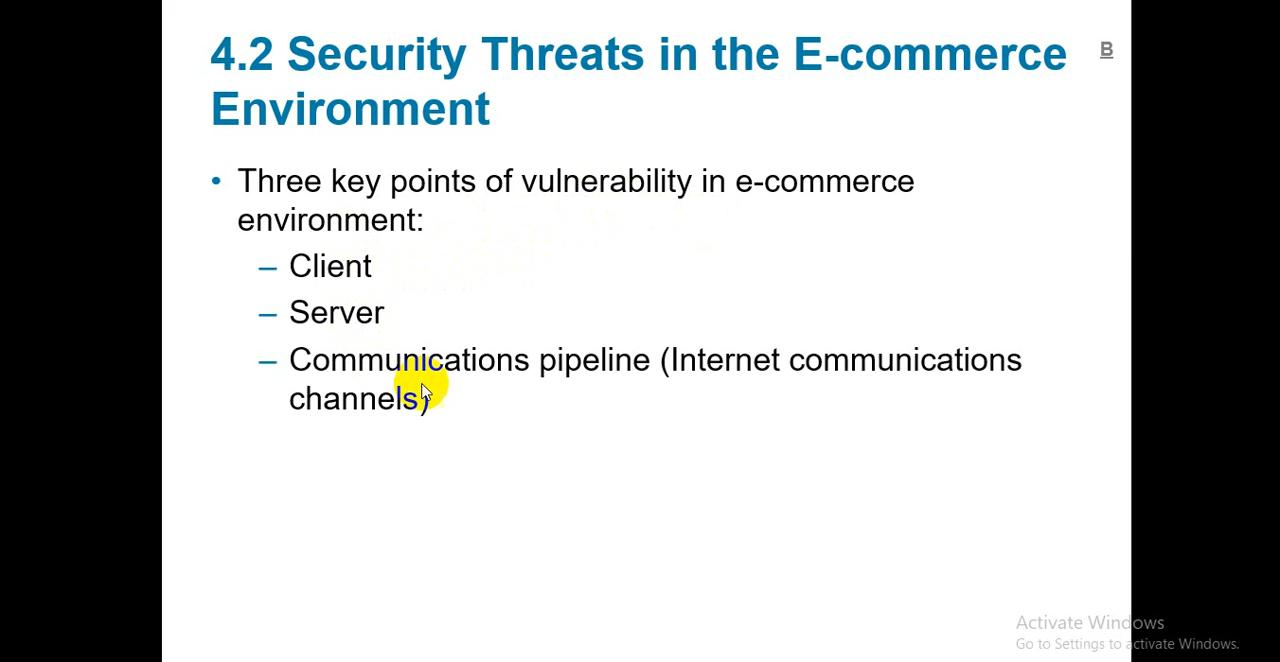 4.2 Security Threats in the E-commerce
Environment
B
• Three key points of vulnerability in e-commerce
environment:
– Client
– Server
– Communications pipeline (Internet communications
channels)
Activate Windows
Go to Settings to activate Windows.